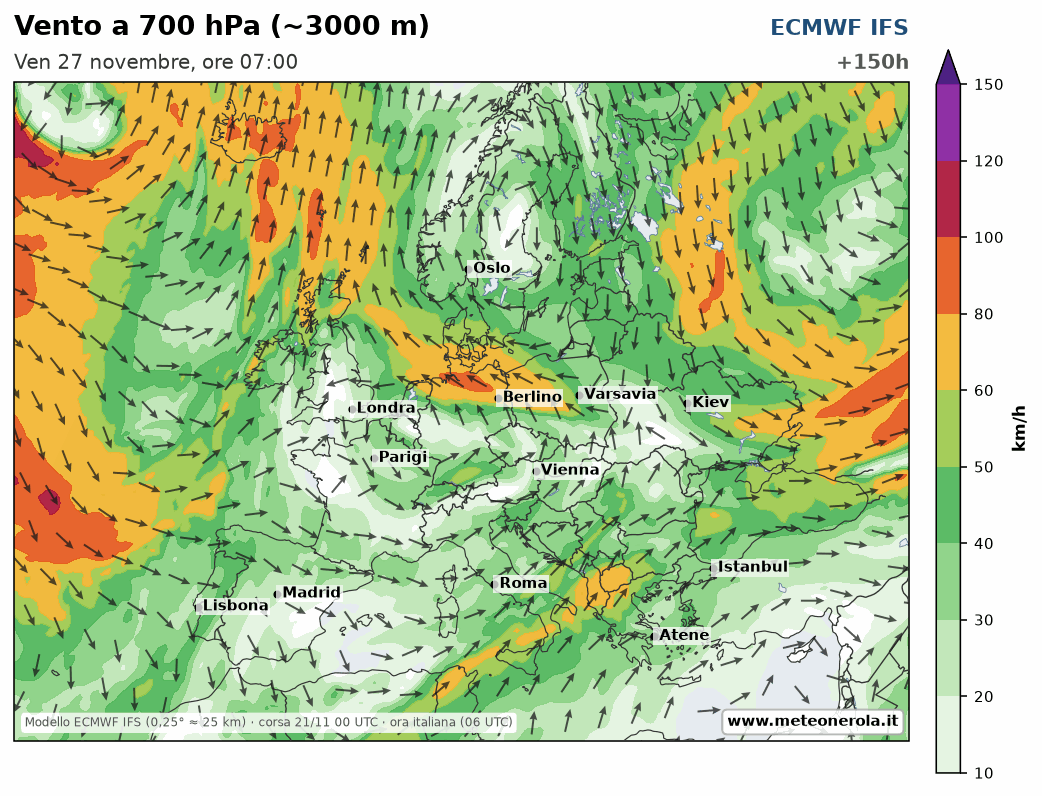 Vento a 700 hPa (~3000 m)
ECMWF IFS
Ven 27 novembre, ore 07:00
+150h
150
120
100
80
60
50
40
30
20
10
km/h
Oslo
Berlino
Varsavia
Kiev
Londra
Parigi
Vienna
Istanbul
Roma
Madrid
Lisbona
Atene
Modello ECMWF IFS (0,25° ≈ 25 km) · corsa 21/11 00 UTC · ora italiana (06 UTC)
www.meteonerola.it